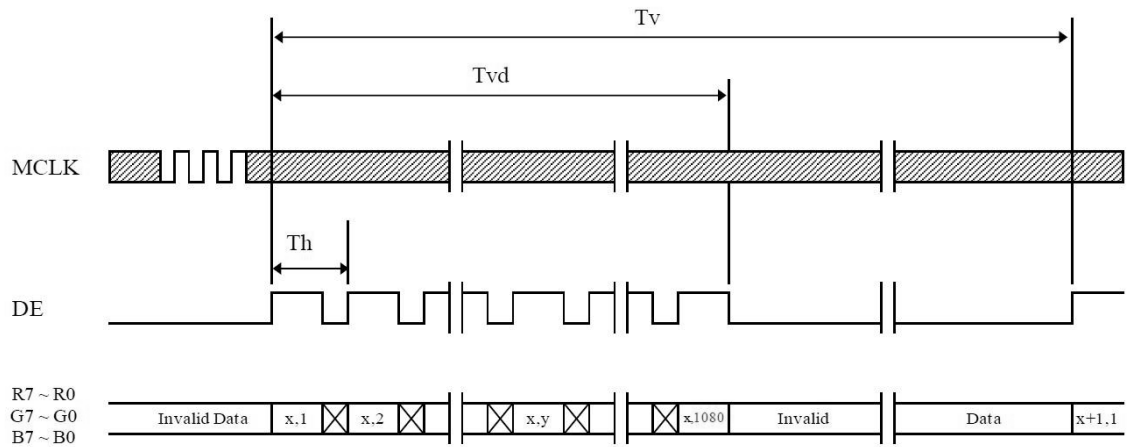 Tv
Tvd
MCLK
Th
DE
R7 ~ R0
G7 ~ G0 Invalid Data x,1 x,2 x,y x,1080 Invalid Data x+1,1
B7 ~ B0